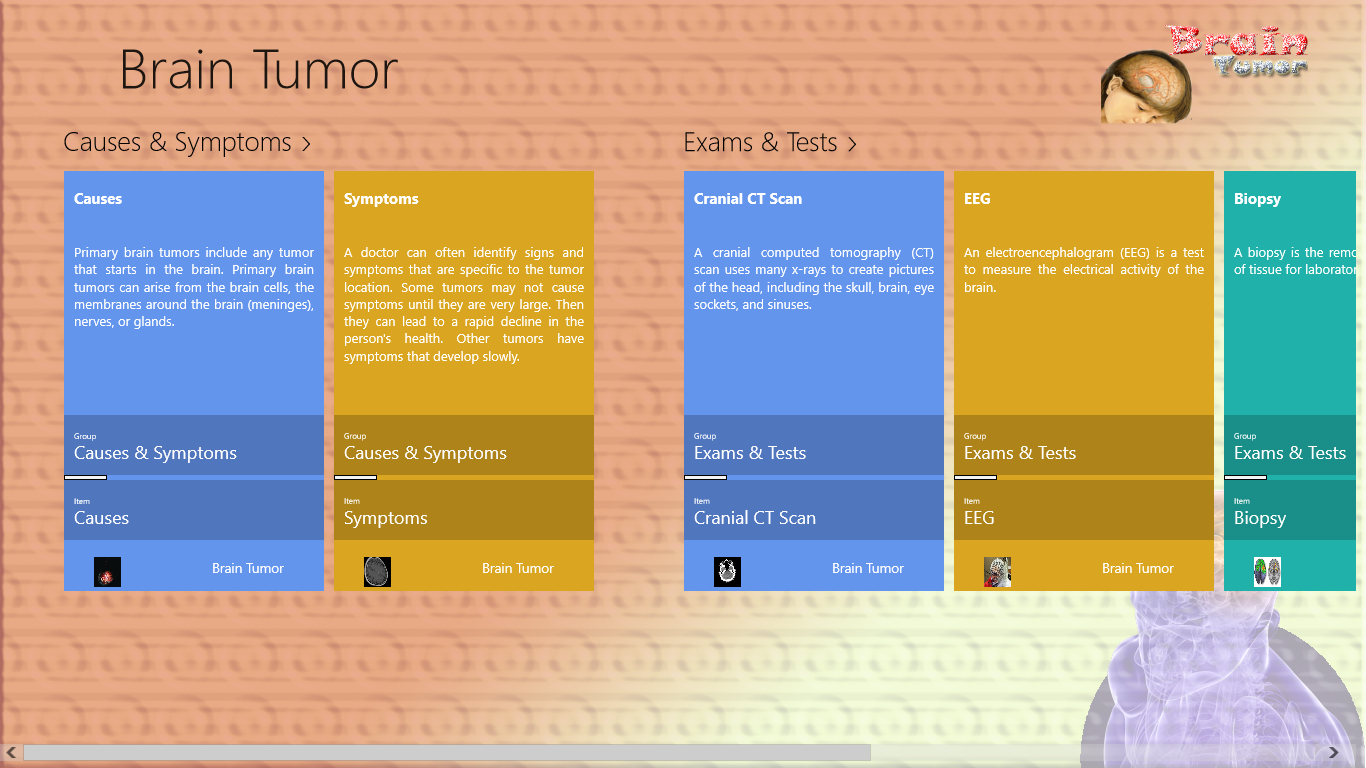 Brain Tumor
Brain
Tumor
Causes & Symptoms
Exams & Tests
Causes
Primary brain tumors include any tumor
that starts in the brain. Primary brain
tumors can arise from the brain cells, the
membranes around the brain (meninges),
nerves, or glands.
Group
Causes & Symptoms
Item
Causes
Brain Tumor
Symptoms
A doctor can often identify signs and
symptoms that are specific to the tumor
location. Some tumors may not cause
symptoms until they are very large. Then
they can lead to a rapid decline in the
person's health. Other tumors have
symptoms that develop slowly.
Group
Causes & Symptoms
Item
Symptoms
Brain Tumor
Cranial CT Scan
A cranial computed tomography (CT)
scan uses many x-rays to create pictures
of the head, including the skull, brain, eye
sockets, and sinuses.
Group
Exams & Tests
Item
Cranial CT Scan
Brain Tumor
EEG
An electroencephalogram (EEG) is a test
to measure the electrical activity of the
brain.
Group
Exams & Tests
Item
EEG
Brain Tumor
Biopsy
A biopsy is the
of tissue for
Group
Exams & Tests
Item
Biopsy